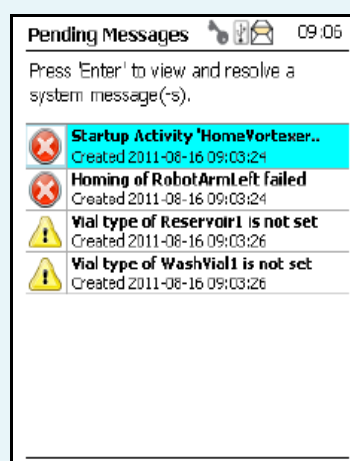 Pending Messages 09:06
Press 'Enter' to view and resolve a
system message(-s).
Startup Activity 'HomeVortexer..
Created 2011-08-16 09:03:24
Homing of RobotArmLeft failed
Created 2011-08-16 09:03:24
Vial type of Reservoir1 is not set
Created 2011-08-16 09:03:26
Vial type of WashVial1 is not set
Created 2011-08-16 09:03:26